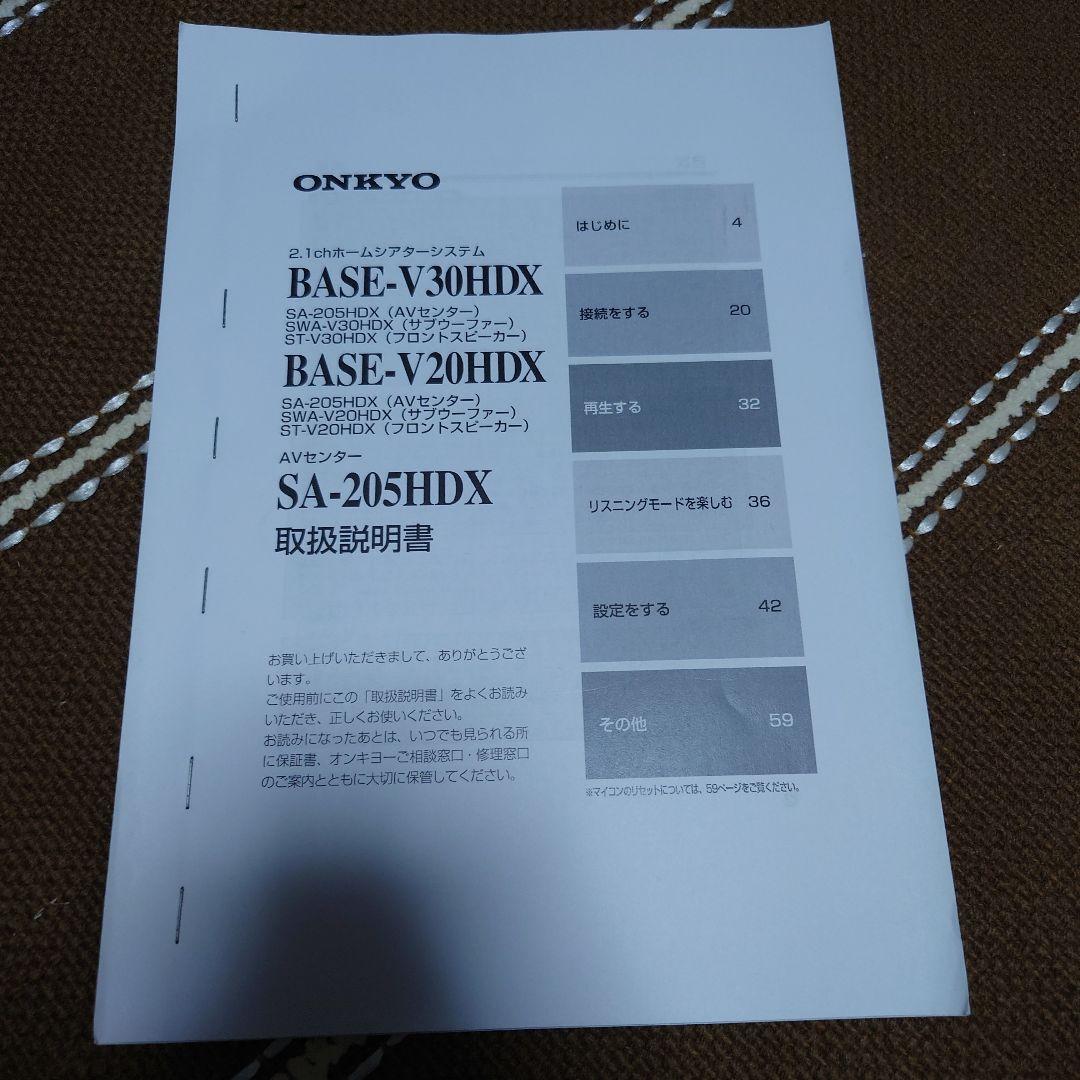 ONKYO
2.1chホームシアターシステム
BASE-V30HDX
SA-205HDX（AVセンター）
SWA-V30HDX（サブウーファー）
ST-V30HDX（フロントスピーカー）
BASE-V20HDX
SA-205HDX（AVセンター）
SWA-V20HDX（サブウーファー）
ST-V20HDX（フロントスピーカー）
AVセンター
SA-205HDX
取扱説明書
お買い上げいただきまして、ありがとうござ
います。
ご使用前にこの「取扱説明書」をよくお読み
いただき、正しくお使いください。
お読みになったあとは、いつでも見られる所
に保証書、オンキヨーご相談窓口・修理窓口
のご案内とともに大切に保管してください。
はじめに 4
接続をする 20
再生する 32
リスニングモードを楽しむ 36
設定をする 42
その他 59
※マイコンのリセットについては、59ページをご覧ください。